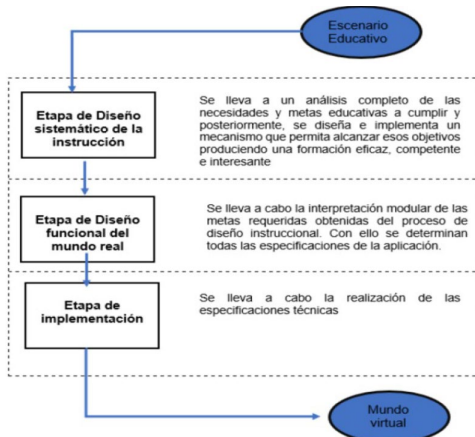 Escenario
Educativo
Etapa de Diseño
sistemático de la
instrucción
Se lleva a un análisis completo de las
necesidades y metas educativas a cumplir y
posteriormente, se diseña e implementa un
mecanismo que permita alcanzar esos objetivos
produciendo una formación eficaz, competente
e interesante
Etapa de Diseño
funcional del
mundo real
Se lleva a cabo la interpretación modular de las
metas requeridas obtenidas del proceso de
diseño instruccional. Con ello se determinan
todas las especificaciones de la aplicación.
Etapa de
implementación
Se lleva a cabo la realización de las
especificaciones técnicas
Mundo
virtual